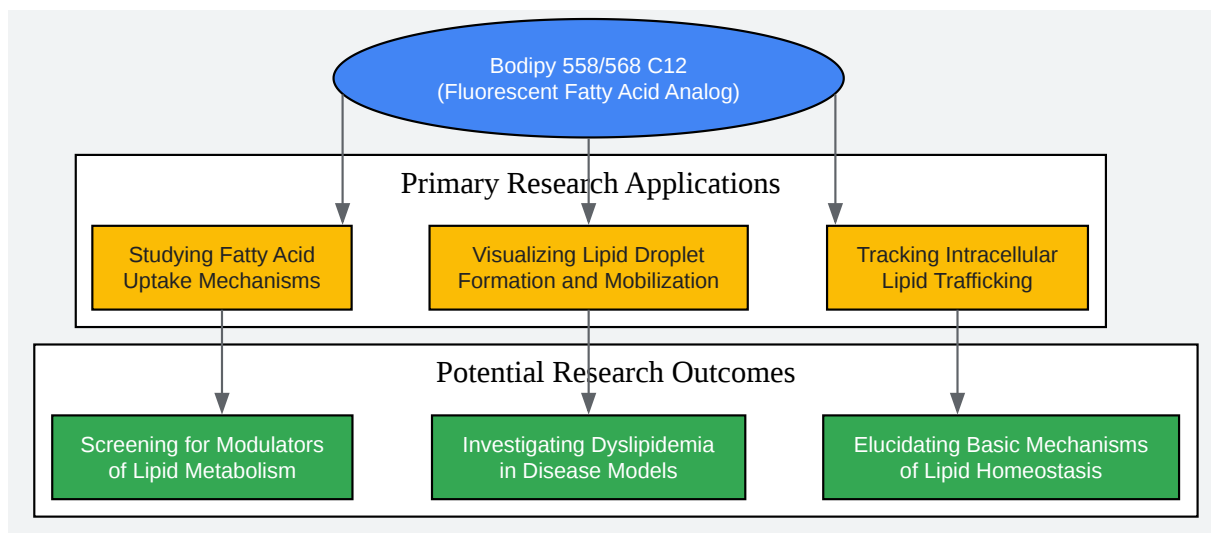 Bodipy 558/568 C12
(Fluorescent Fatty Acid Analog)
Primary Research Applications
Studying Fatty Acid
Uptake Mechanisms
Visualizing Lipid Droplet
Formation and Mobilization
Tracking Intracellular
Lipid Trafficking
Potential Research Outcomes
Screening for Modulators
of Lipid Metabolism
Investigating Dyslipidemia
in Disease Models
Elucidating Basic Mechanisms
of Lipid Homeostasis